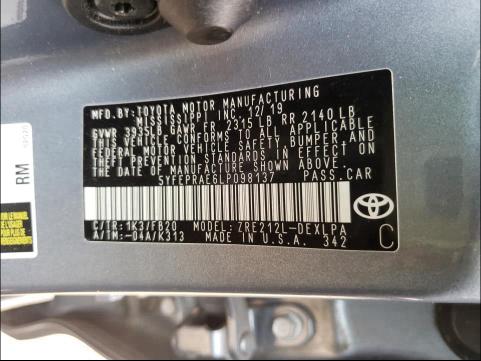 MFD.BY: TOYOTA MOTOR MANUFACTURING
MISSISSIPPI, INC. 12/19
GVWR 3935LB GAWR FR 2315 LB RR 2140 LB
THIS VEHICLE CONFORMS TO ALL APPLICABLE
FEDERAL MOTOR VEHICLE SAFETY, BUMPER AND
THEFT PREVENTION STANDARDS IN EFFECT
ON THE DATE OF MANUFACTURE SHOWN ABOVE.
5YFEPRAE6LP098137 PASS.CAR
C/TR: 1K3/FB20 MODEL: ZRE212L-DEXLPA
A/TM: -04A/K313 MADE IN U.S.A. 342
C
RM